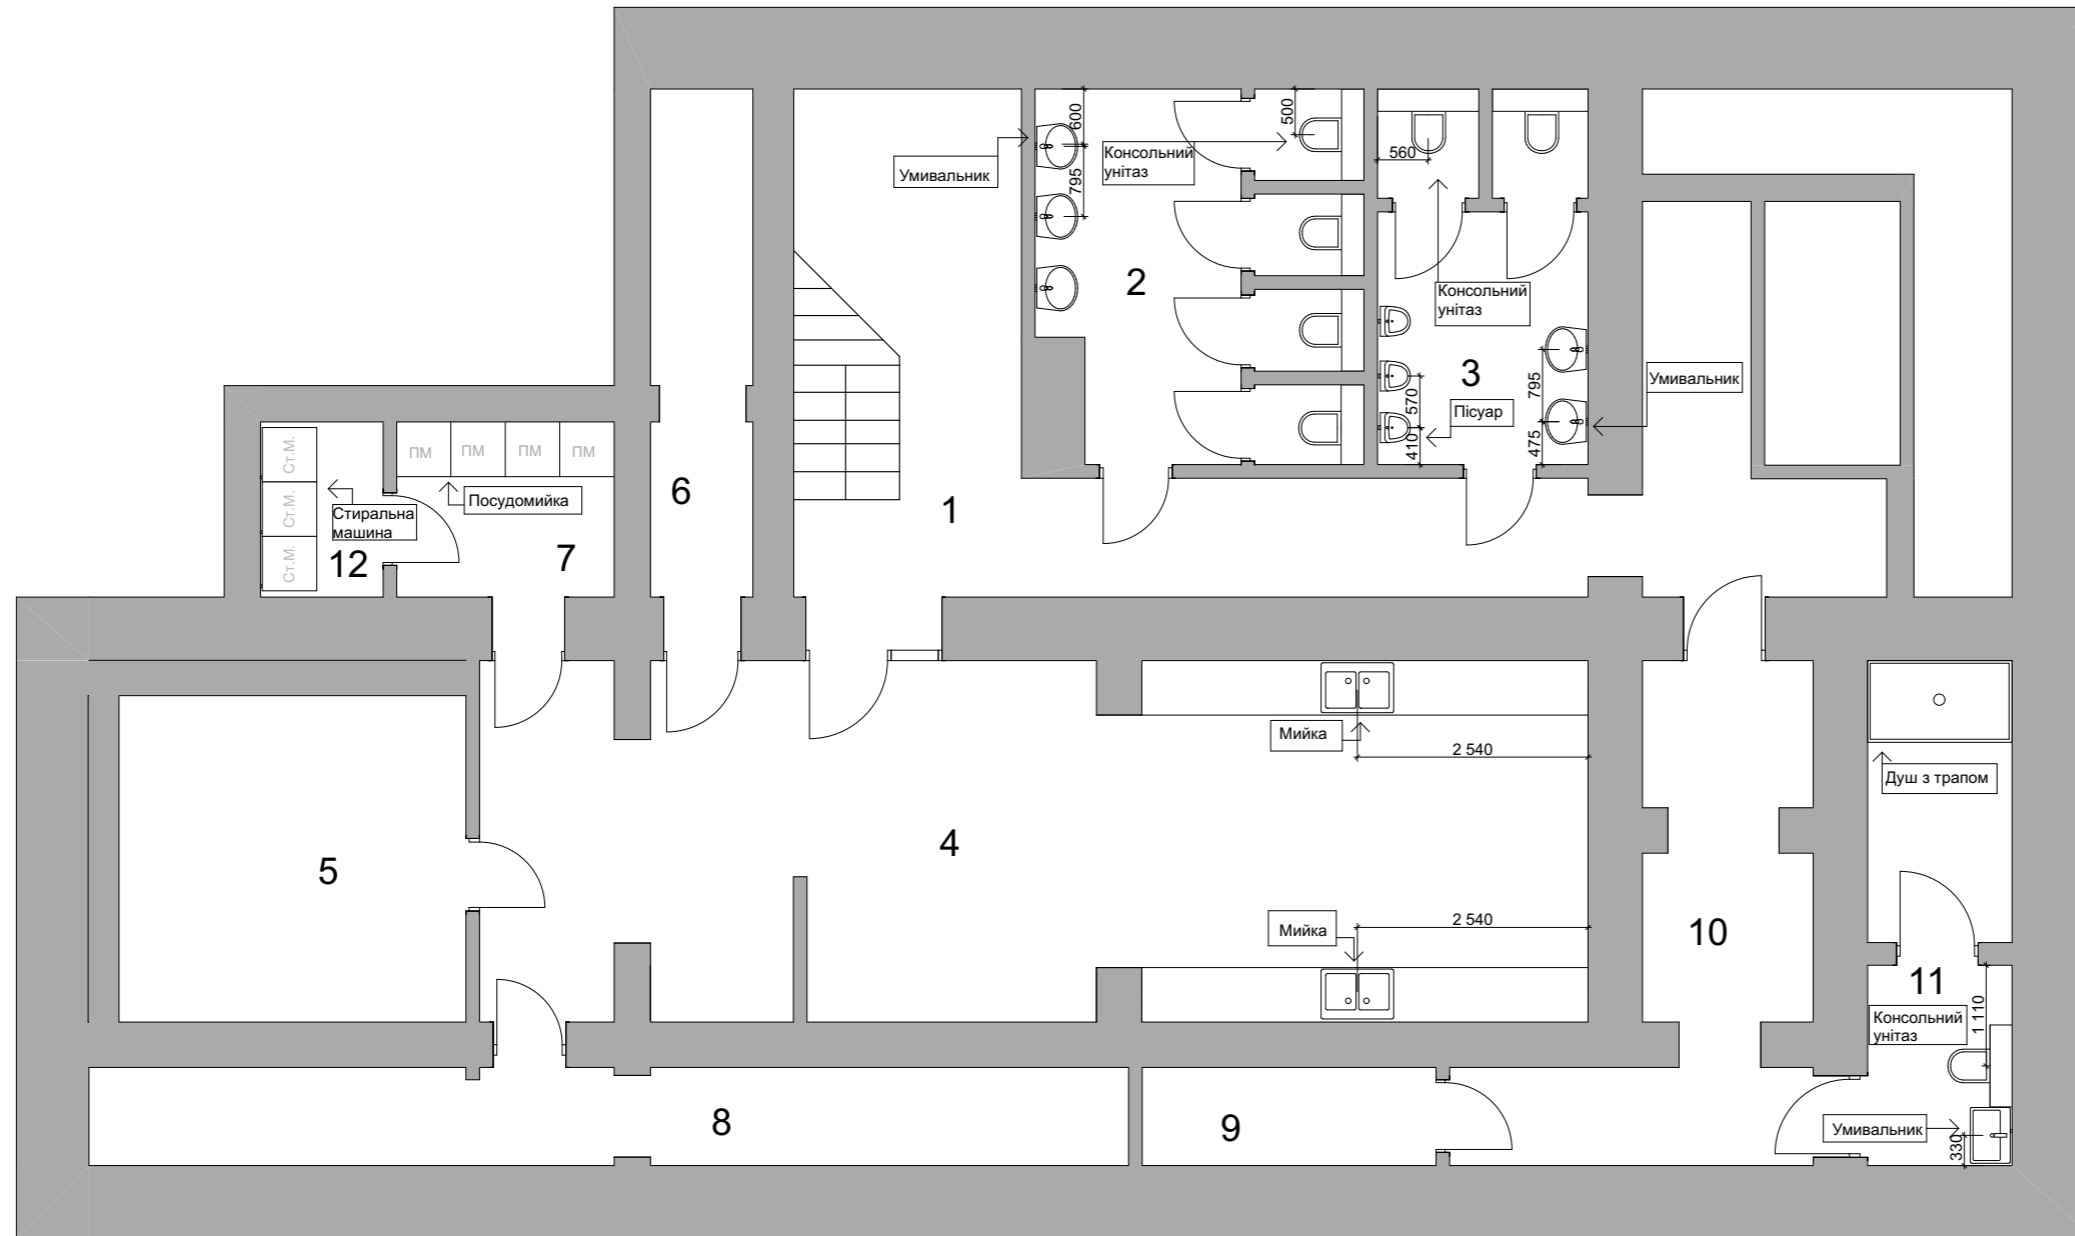 600
500
Консольний
унітаз
560
Умивальник
795
2
Консольний
унітаз
3
795
Умивальник
570
Пісуар
410
475
Ст.М.
Ст.М.
Ст.М.
ПМ
ПМ
ПМ
ПМ
Посудомийка
Стиральна
машина
12
7
6
1
Мийка
2 540
Душ з трапом
4
5
Мийка
2 540
10
11
Консольний
унітаз
1 110
8
9
Умивальник
330